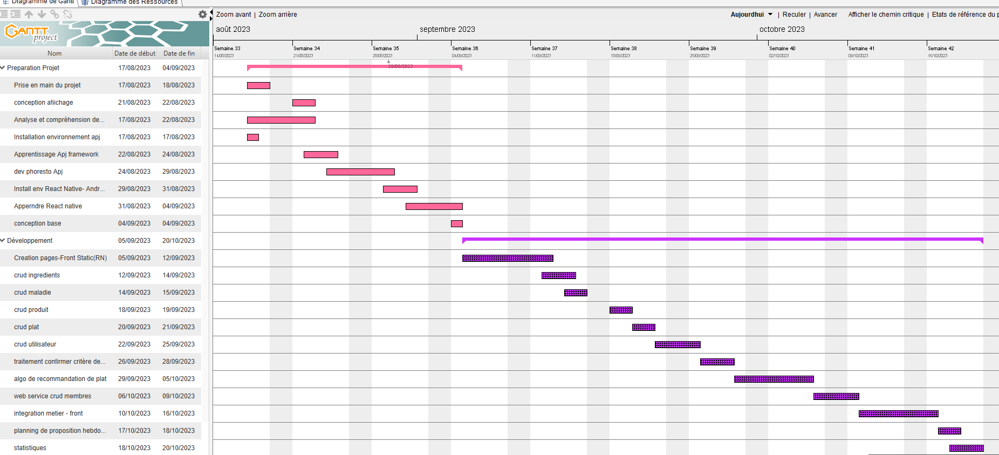 Diagramme de Gantt
Diagramme des Ressources
Zoom avant | Zoom arrière
Aujourdhui | Reculer | Avancer
Afficher le chemin critique | Etats de référence du p
GANTT
project
août 2023
septembre 2023
octobre 2023
Semaine 33
Semaine 34
Semaine 35
Semaine 36
Semaine 37
Semaine 38
Semaine 39
Semaine 40
Semaine 41
Semaine 42
14/08/2023
21/08/2023
28/08/2023
04/09/2023
11/09/2023
18/09/2023
25/09/2023
02/10/2023
09/10/2023
16/10/2023
Nom Date de début Date de fin
29/08/2023
Preparation Projet 17/08/2023 04/09/2023
Prise en main du projet 17/08/2023 18/08/2023
conception afiichage 21/08/2023 22/08/2023
Analyse et compréhension de... 17/08/2023 22/08/2023
Installation environnement apj 17/08/2023 17/08/2023
Apprentissage Apj framework 22/08/2023 24/08/2023
dev phoresto Apj 24/08/2023 29/08/2023
Install env React Native- Andr... 29/08/2023 31/08/2023
Apperndre React native 31/08/2023 04/09/2023
conception base 04/09/2023 04/09/2023
Développement 05/09/2023 20/10/2023
Creation pages-Front Static(RN) 05/09/2023 12/09/2023
crud ingredients 12/09/2023 14/09/2023
crud maladie 14/09/2023 15/09/2023
crud produit 18/09/2023 19/09/2023
crud plat 20/09/2023 21/09/2023
crud utilisateur 22/09/2023 25/09/2023
traitement confirmer critère de... 26/09/2023 28/09/2023
algo de recommandation de plat 29/09/2023 05/10/2023
web service crud membres 06/10/2023 09/10/2023
integration metier - front 10/10/2023 16/10/2023
planning de proposition hebdo... 17/10/2023 18/10/2023
statistiques 18/10/2023 20/10/2023